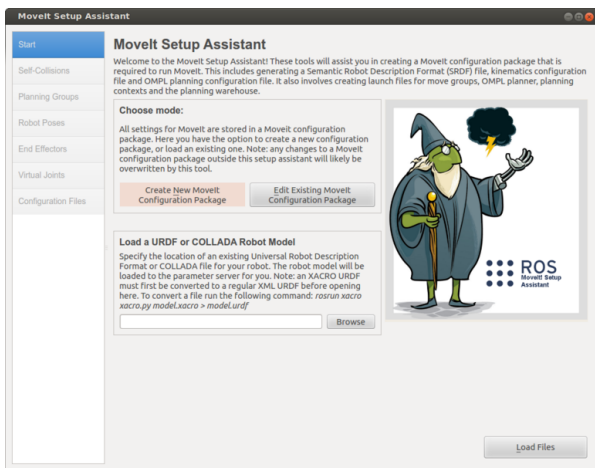 MoveIt Setup Assistant
Start
Self-Collisions
Planning Groups
Robot Poses
End Effectors
Virtual Joints
Configuration Files
MoveIt Setup Assistant
Welcome to the MoveIt Setup Assistant! These tools will assist you in creating a MoveIt configuration package that is
required to run MoveIt. This includes generating a Semantic Robot Description Format (SRDF) file, kinematics configuration
file and OMPL planning configuration file. It also involves creating launch files for move groups, OMPL planner, planning
contexts and the planning warehouse.
Choose mode:
All settings for MoveIt are stored in a Moveit configuration
package. Here you have the option to create a new configuration
package, or load an existing one. Note: any changes to a MoveIt
configuration package outside this setup assistant will likely be
overwritten by this tool.
Create New MoveIt
Configuration Package
Edit Existing MoveIt
Configuration Package
Load a URDF or COLLADA Robot Model
Specify the location of an existing Universal Robot Description
Format or COLLADA file for your robot. The robot model will be
loaded to the parameter server for you. Note: an XACRO URDF
must first be converted to a regular XML URDF before opening
here. To convert a file run the following command: rosrun xacro
xacro.py model.xacro > model.urdf
Browse
ROS
MoveIt! Setup
Assistant
Load Files